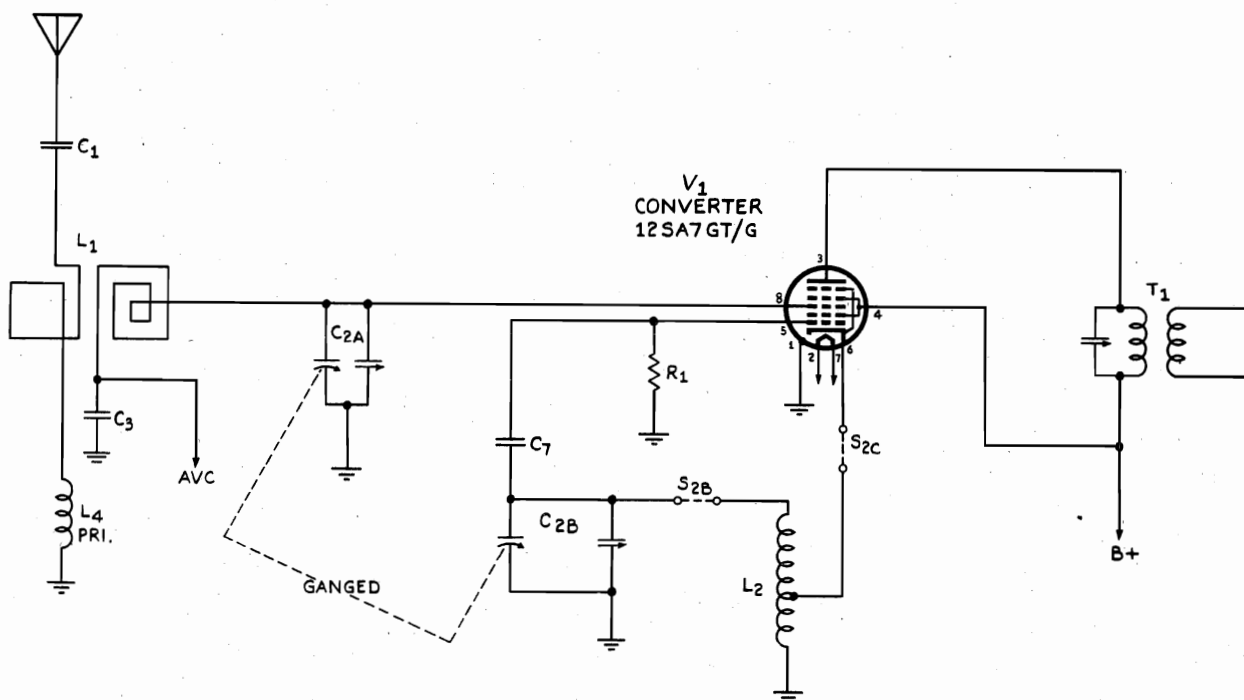 C1
V1
CONVERTER
12SA7GT/G
L1
3
8
4
T1
5
C2A
1
2
7
6
R1
C3
AVC
C7
S2C
S2B
L4
PRI.
C2B
B+
GANGED
L2